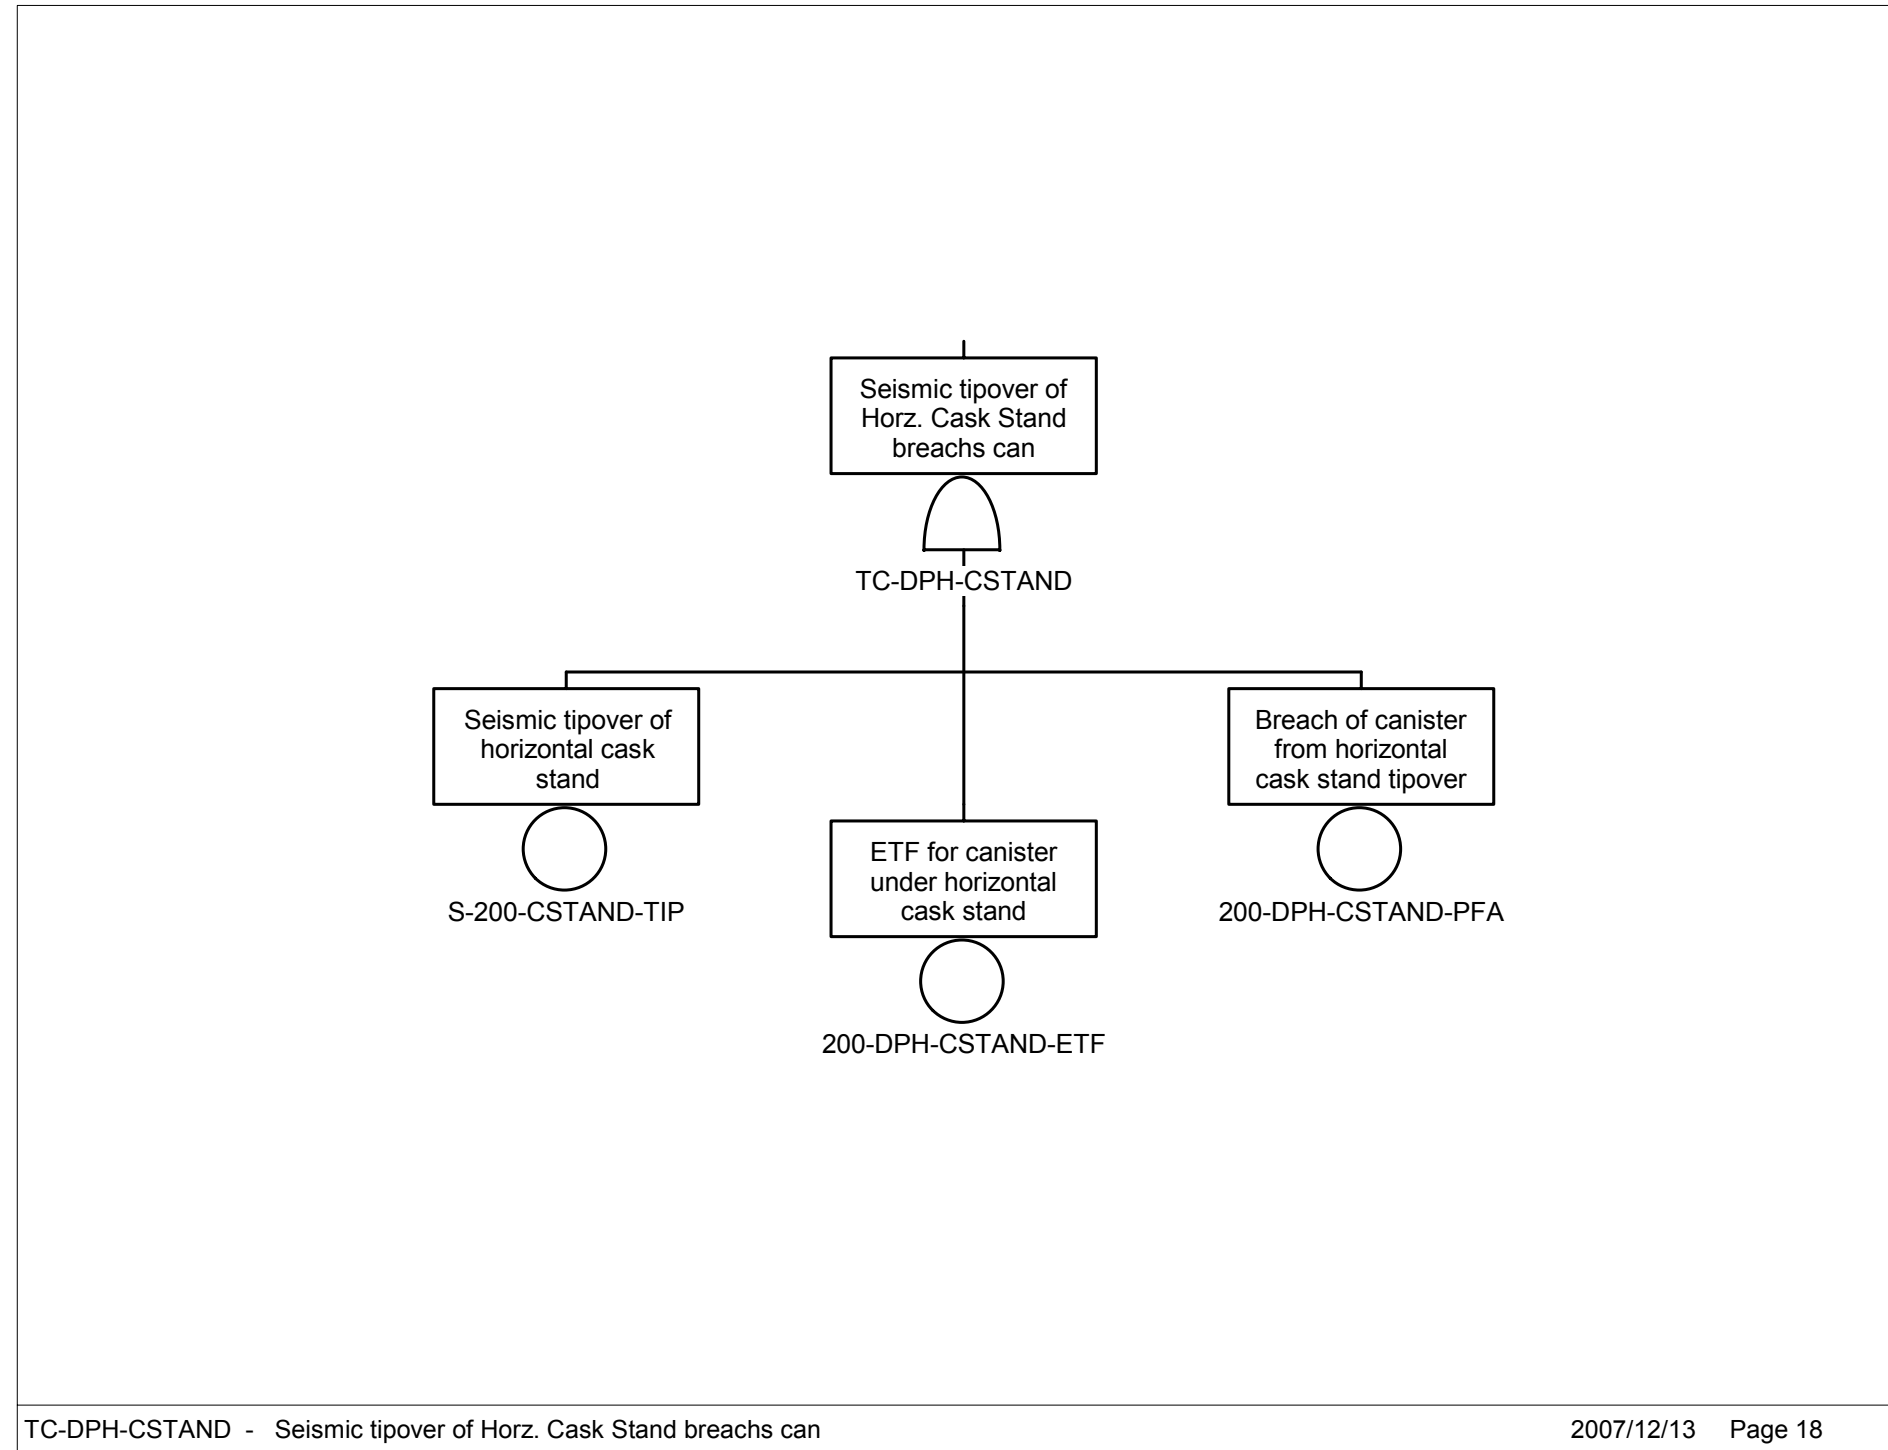 Seismic tipover of
Horz. Cask Stand
breachs can
TC-DPH-CSTAND
Seismic tipover of
horizontal cask
stand
S-200-CSTAND-TIP
ETF for canister
under horizontal
cask stand
200-DPH-CSTAND-ETF
Breach of canister
from horizontal
cask stand tipover
200-DPH-CSTAND-PFA
TC-DPH-CSTAND - Seismic tipover of Horz. Cask Stand breachs can
2007/12/13 Page 18